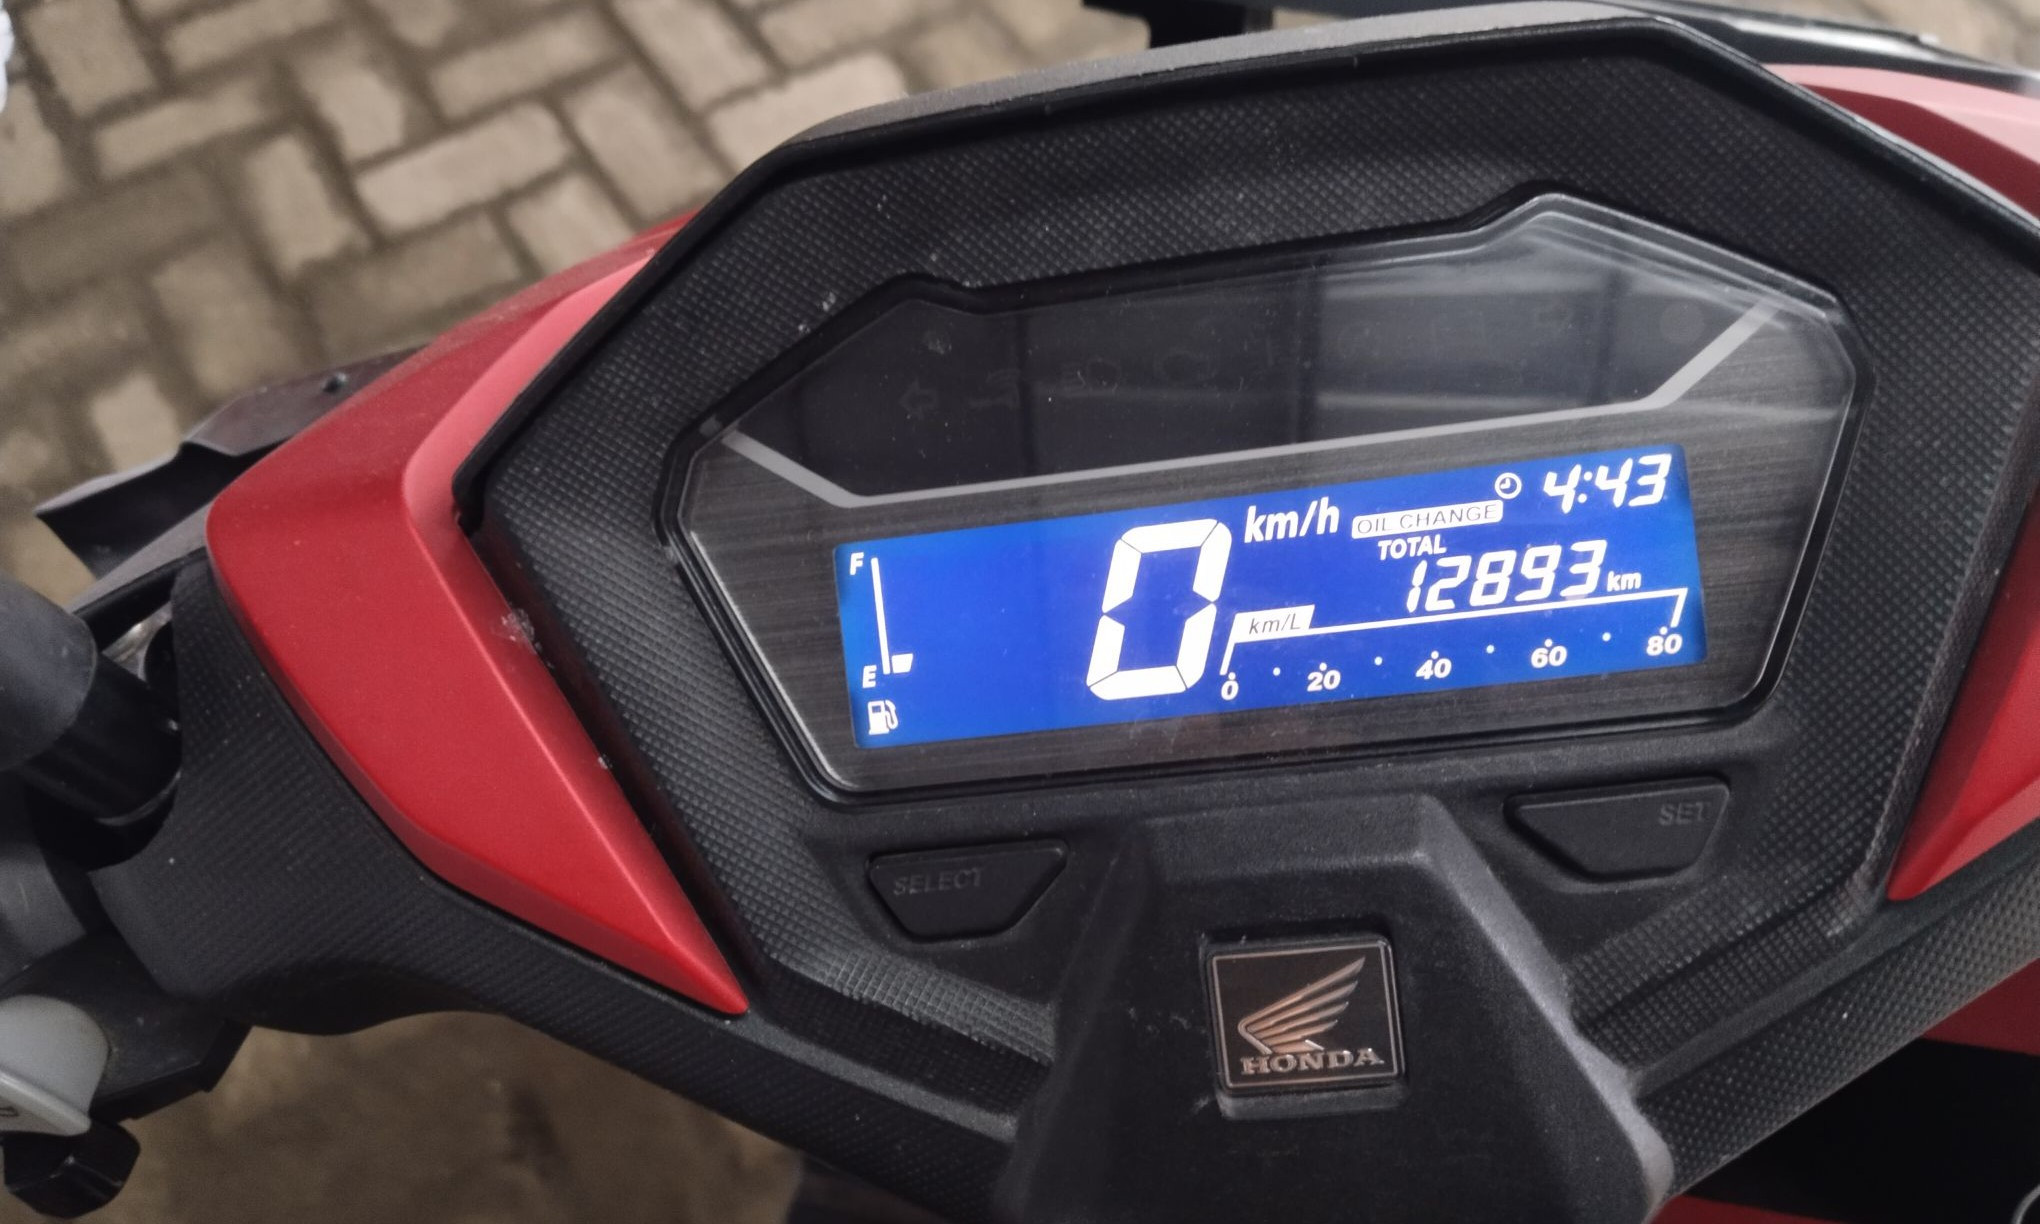 4:43
km/h OIL CHANGE
TOTAL
12893 km
F
0
km/L
E
0 20 40 60 80
SELECT
SET
HONDA